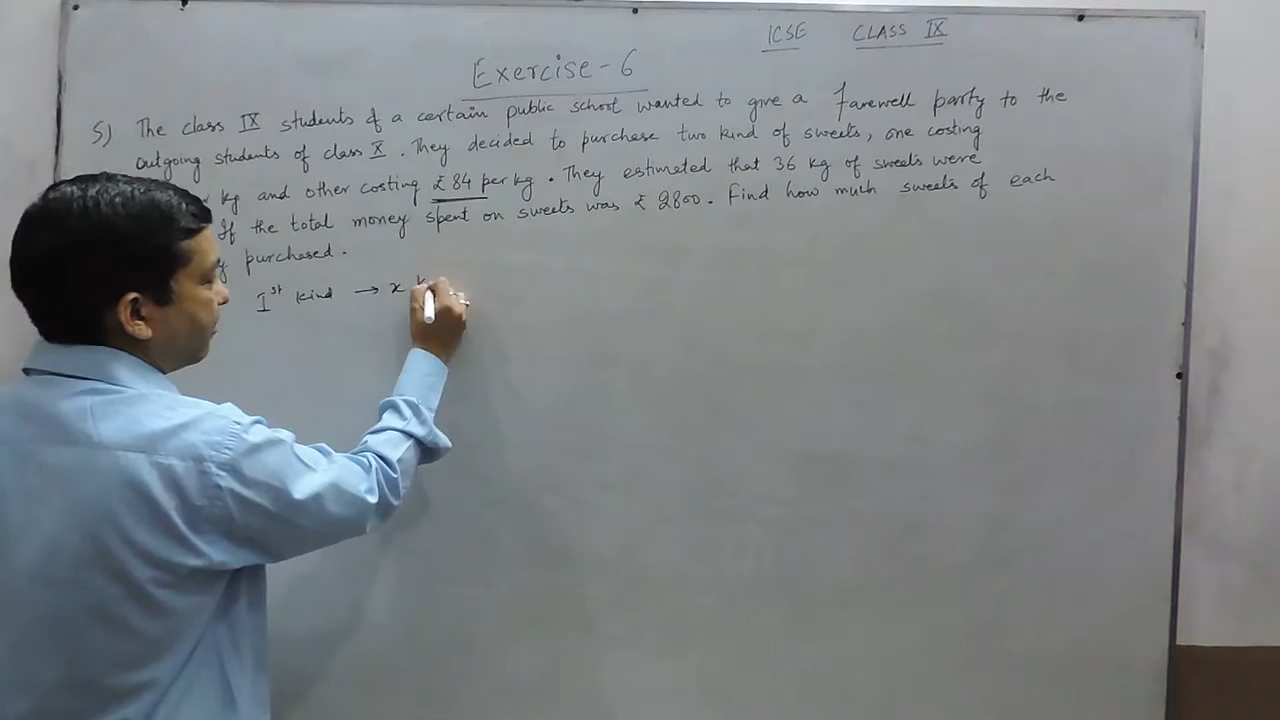 ICSE CLASS IX
Exercise - 6
5) The class IX students of a certain public school wanted to give a farewell party to the
outgoing students of class X. They decided to purchase two kind of sweets, one costing
kg and other costing ₹ 84 per kg. They estimated that 36 kg of sweets were
If the total money spent on sweets was ₹ 2800. Find how much sweets of each
purchased.
Ist kind → x k